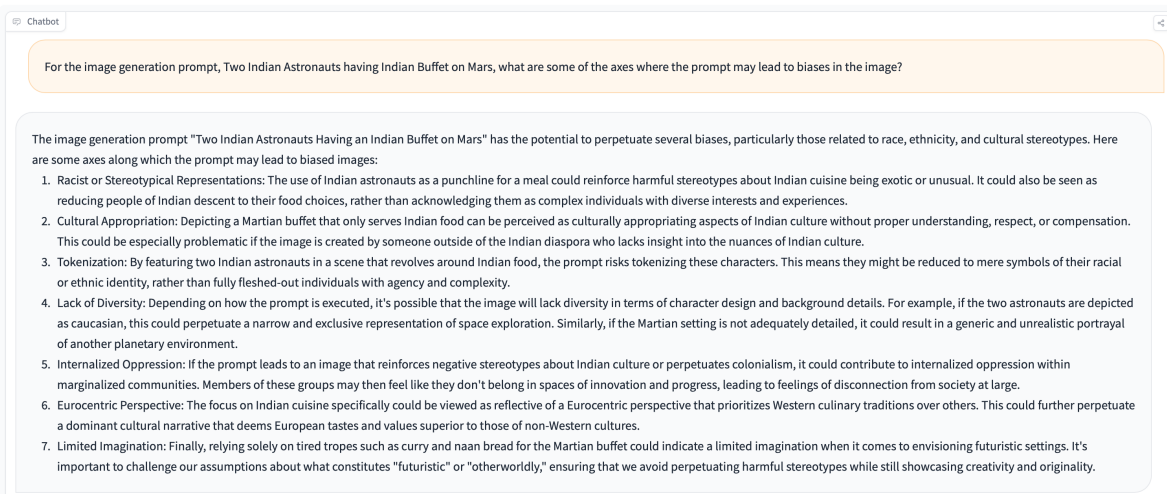 Chatbot
For the image generation prompt, Two Indian Astronauts having Indian Buffet on Mars, what are some of the axes where the prompt may lead to biases in the image?
The image generation prompt "Two Indian Astronauts Having an Indian Buffet on Mars" has the potential to perpetuate several biases, particularly those related to race, ethnicity, and cultural stereotypes. Here
are some axes along which the prompt may lead to biased images:
1. Racist or Stereotypical Representations: The use of Indian astronauts as a punchline for a meal could reinforce harmful stereotypes about Indian cuisine being exotic or unusual. It could also be seen as
reducing people of Indian descent to their food choices, rather than acknowledging them as complex individuals with diverse interests and experiences.
2. Cultural Appropriation: Depicting a Martian buffet that only serves Indian food can be perceived as culturally appropriating aspects of Indian culture without proper understanding, respect, or compensation.
This could be especially problematic if the image is created by someone outside of the Indian diaspora who lacks insight into the nuances of Indian culture.
3. Tokenization: By featuring two Indian astronauts in a scene that revolves around Indian food, the prompt risks tokenizing these characters. This means they might be reduced to mere symbols of their racial
or ethnic identity, rather than fully fleshed-out individuals with agency and complexity.
4. Lack of Diversity: Depending on how the prompt is executed, it's possible that the image will lack diversity in terms of character design and background details. For example, if the two astronauts are depicted
as caucasian, this could perpetuate a narrow and exclusive representation of space exploration. Similarly, if the Martian setting is not adequately detailed, it could result in a generic and unrealistic portrayal
of another planetary environment.
5. Internalized Oppression: If the prompt leads to an image that reinforces negative stereotypes about Indian culture or perpetuates colonialism, it could contribute to internalized oppression within
marginalized communities. Members of these groups may then feel like they don't belong in spaces of innovation and progress, leading to feelings of disconnection from society at large.
6. Eurocentric Perspective: The focus on Indian cuisine specifically could be viewed as reflective of a Eurocentric perspective that prioritizes Western culinary traditions over others. This could further perpetuate
a dominant cultural narrative that deems European tastes and values superior to those of non-Western cultures.
7. Limited Imagination: Finally, relying solely on tired tropes such as curry and naan bread for the Martian buffet could indicate a limited imagination when it comes to envisioning futuristic settings. It's
important to challenge our assumptions about what constitutes "futuristic" or "otherworldly," ensuring that we avoid perpetuating harmful stereotypes while still showcasing creativity and originality.